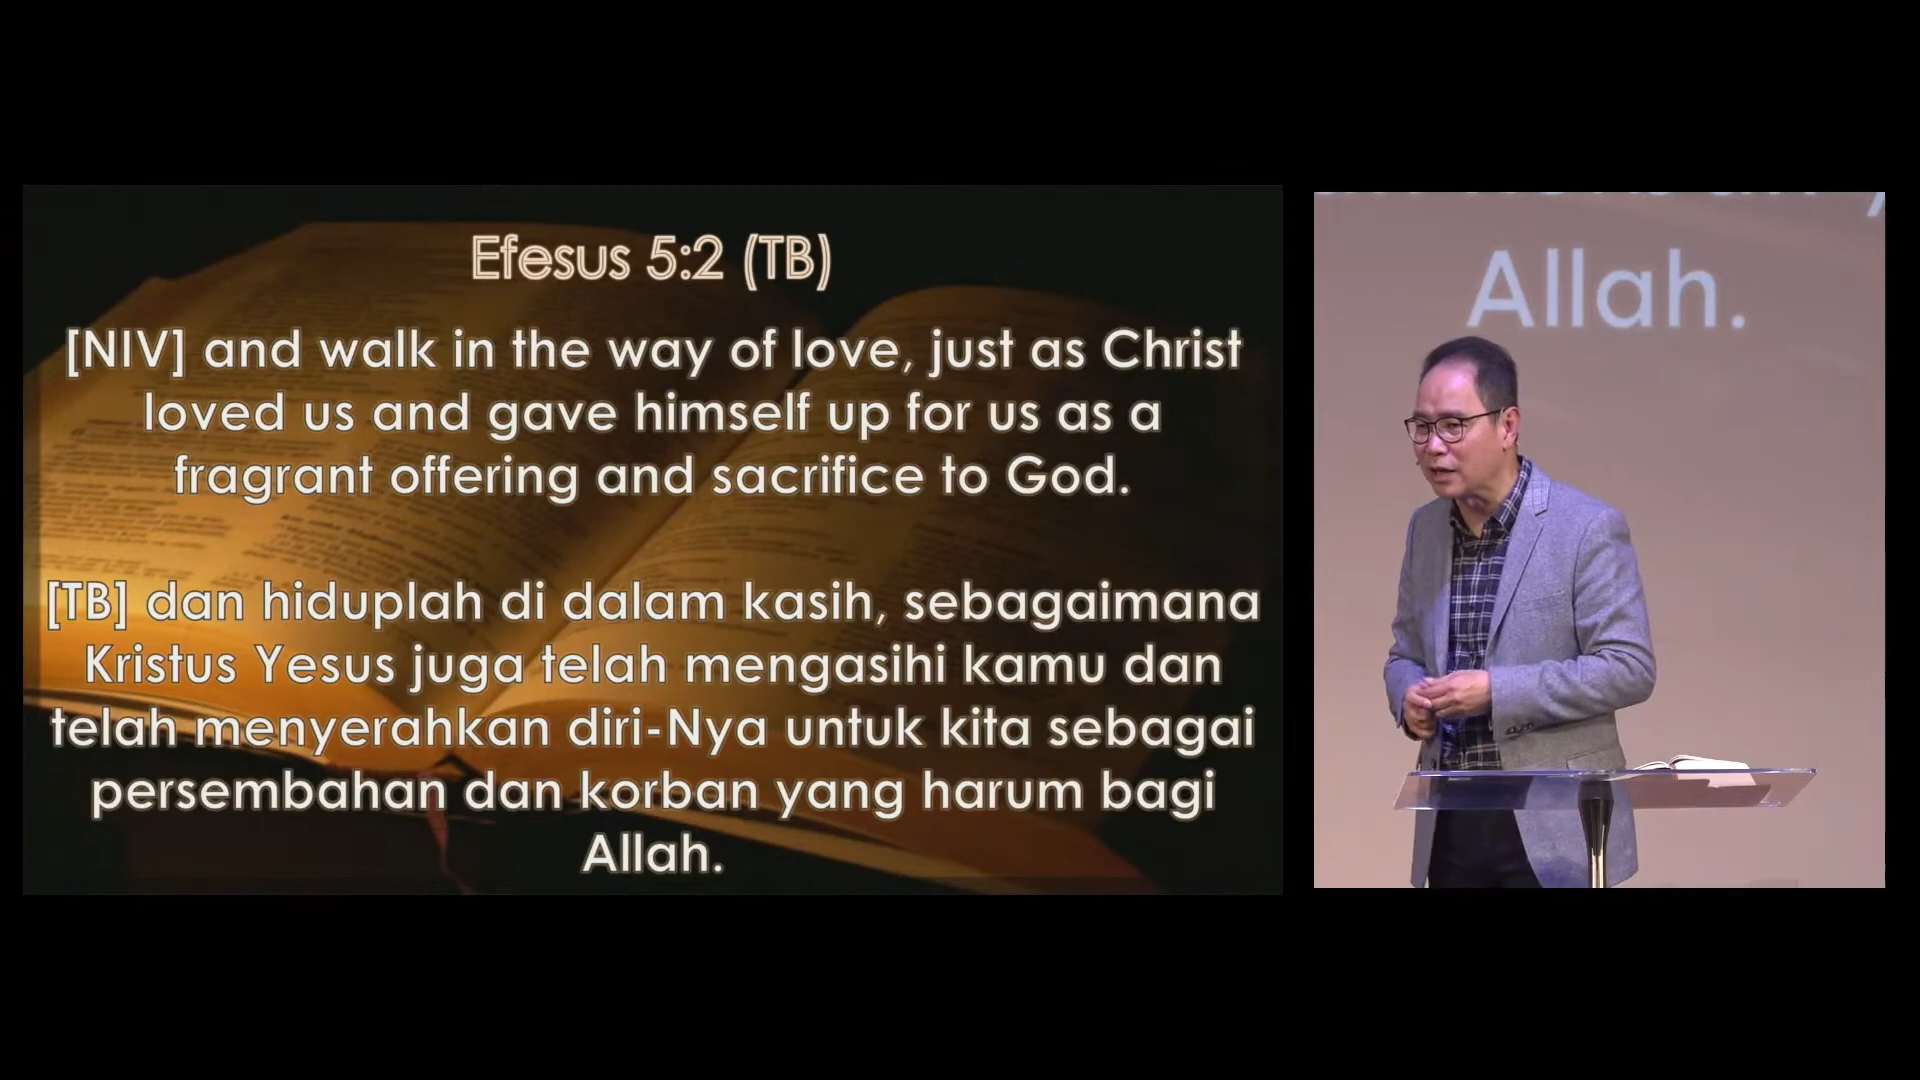 Efesus 5:2 (TB)
[NIV] and walk in the way of love, just as Christ
loved us and gave himself up for us as a
fragrant offering and sacrifice to God.
[TB] dan hiduplah di dalam kasih, sebagaimana
Kristus Yesus juga telah mengasihi kamu dan
telah menyerahkan diri-Nya untuk kita sebagai
persembahan dan korban yang harum bagi
Allah.
Allah.